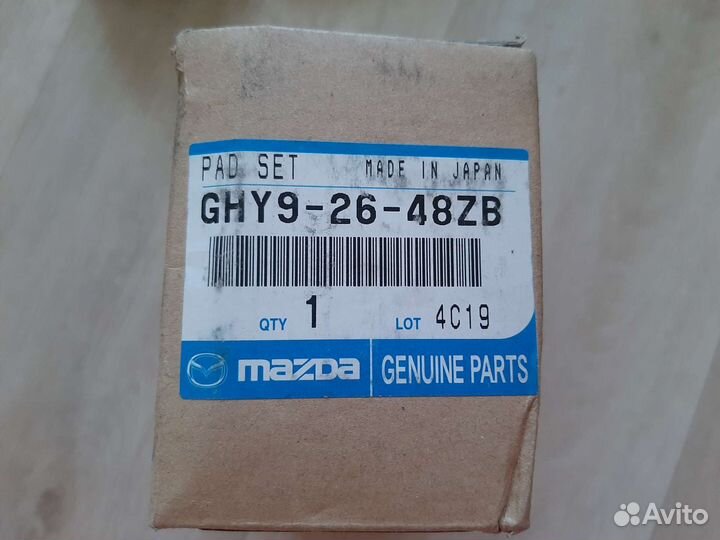 PAD SET MADE IN JAPAN
GHY9-26-48ZB
QTY 1 LOT 4C19
mazda GENUINE PARTS
Avito